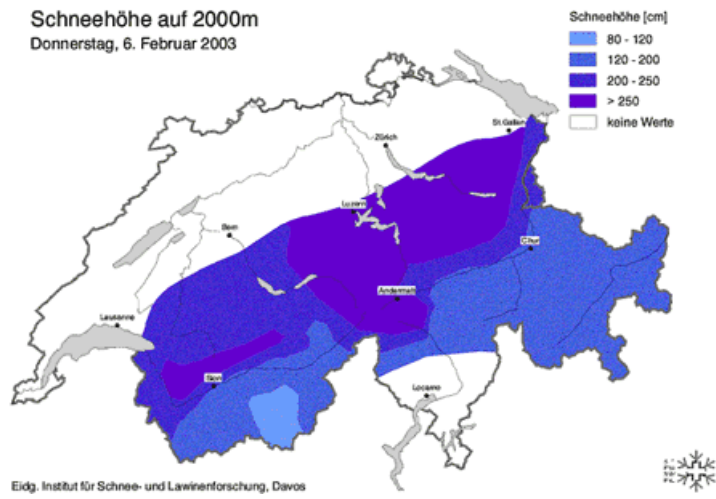 Schneehöhe auf 2000m
Donnerstag, 6. Februar 2003
Schneehöhe [cm]
80 - 120
120 - 200
200 - 250
> 250
keine Werte
St. Gallen
Zürich
Luzern
Bern
Chur
Andermatt
Lausanne
Sion
Locarno
Eidg. Institut für Schnee- und Lawinenforschung, Davos